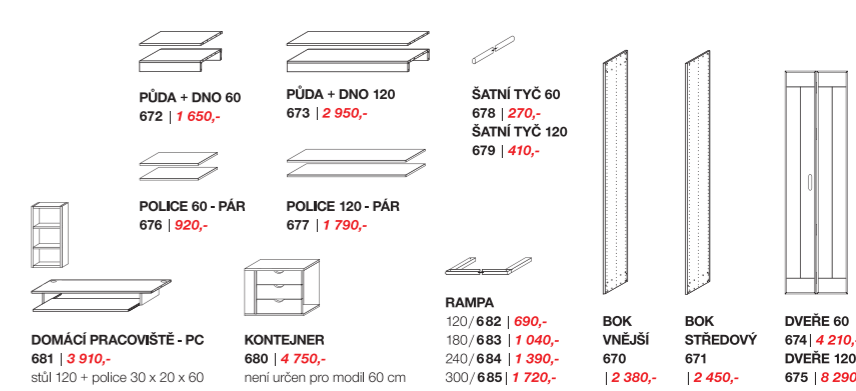 PŮDA + DNO 60
672 | 1 650,-
PŮDA + DNO 120
673 | 2 950,-
ŠATNÍ TYČ 60
678 | 270,-
ŠATNÍ TYČ 120
679 | 410,-
POLICE 60 - PÁR
676 | 920,-
POLICE 120 - PÁR
677 | 1 790,-
DOMÁCÍ PRACOVIŠTĚ - PC
681 | 3 910,-
stůl 120 + police 30 x 20 x 60
KONTEJNER
680 | 4 750,-
není určen pro modil 60 cm
RAMPA
120/682 | 690,-
180/683 | 1 040,-
240/684 | 1 390,-
300/685 | 1 720,-
BOK
VNĚJŠÍ
670
| 2 380,-
BOK
STŘEDOVÝ
671
| 2 450,-
DVEŘE 60
674| 4 210,-
DVEŘE 120
675 | 8 290